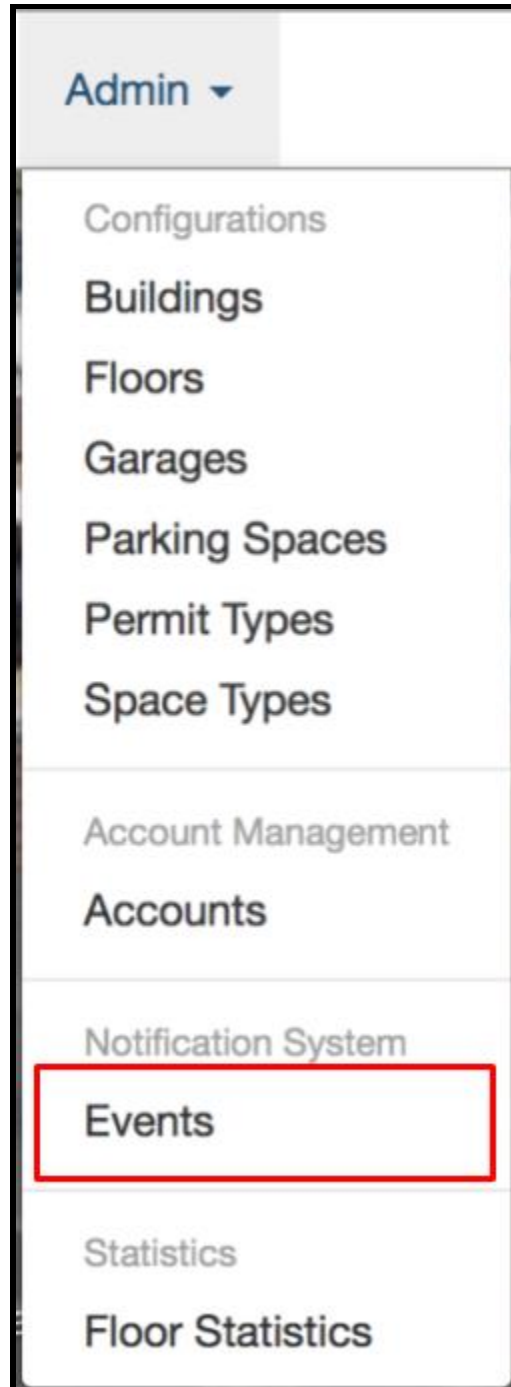 Admin
Configurations
Buildings
Floors
Garages
Parking Spaces
Permit Types
Space Types
Account Management
Accounts
Notification System
Events
Statistics
Floor Statistics